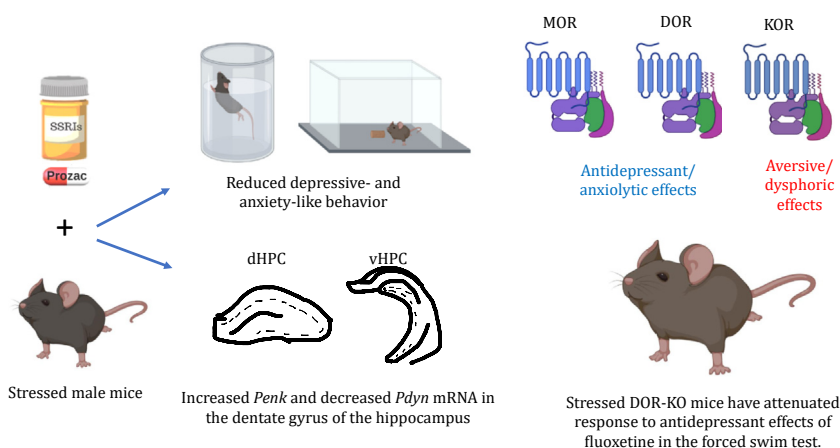 SSRIs
Prozac
+
Stressed male mice
Reduced depressive- and
anxiety-like behavior
dHPC
vHPC
Increased Penk and decreased Pdyn mRNA in
the dentate gyrus of the hippocampus
MOR
DOR
KOR
Antidepressant/
anxiolytic effects
Aversive/
dysphoric
effects
Stressed DOR-KO mice have attenuated
response to antidepressant effects of
fluoxetine in the forced swim test.